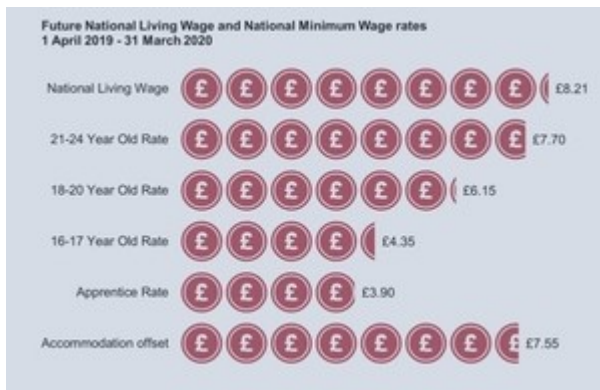 Future National Living Wage and National Minimum Wage rates
1 April 2019 - 31 March 2020
National Living Wage £ £ £ £ £ £ £ £ £8.21
21-24 Year Old Rate £ £ £ £ £ £ £ £ £7.70
18-20 Year Old Rate £ £ £ £ £ £ £6.15
16-17 Year Old Rate £ £ £ £ £4.35
Apprentice Rate £ £ £ £ £3.90
Accommodation offset £ £ £ £ £ £ £ £ £7.55